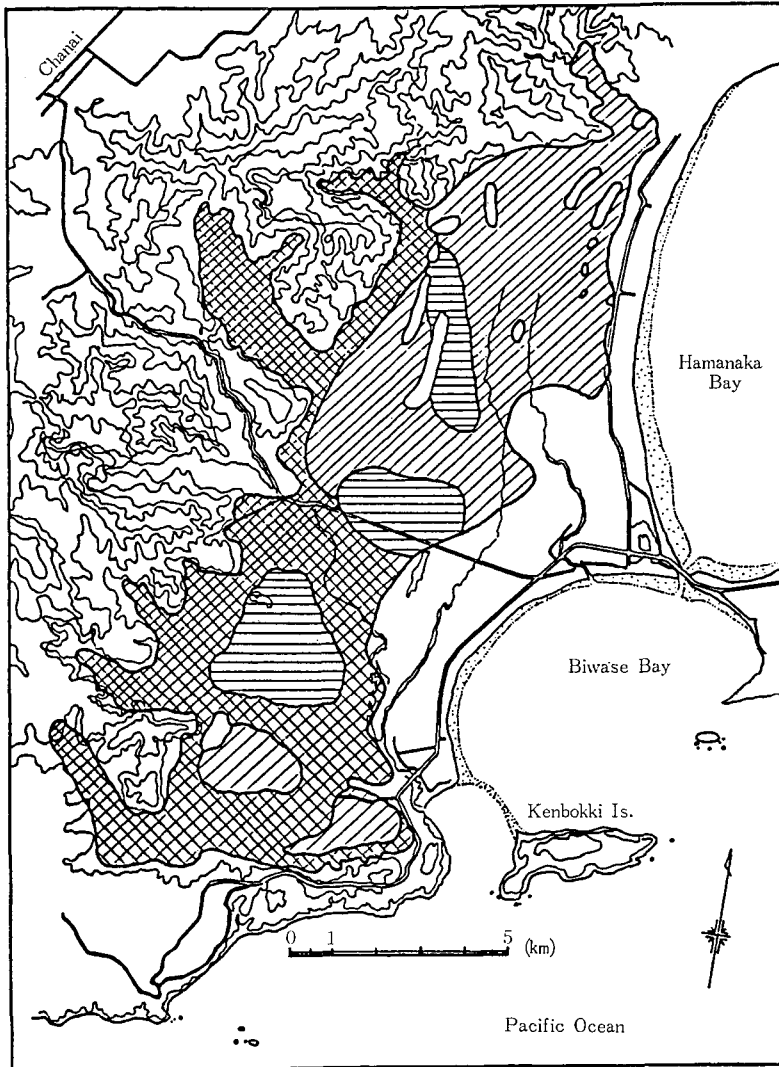 Chanai
Hamanaka
Bay
Biwase Bay
Kenbokki Is.
0 1 5 (km)
Pacific Ocean